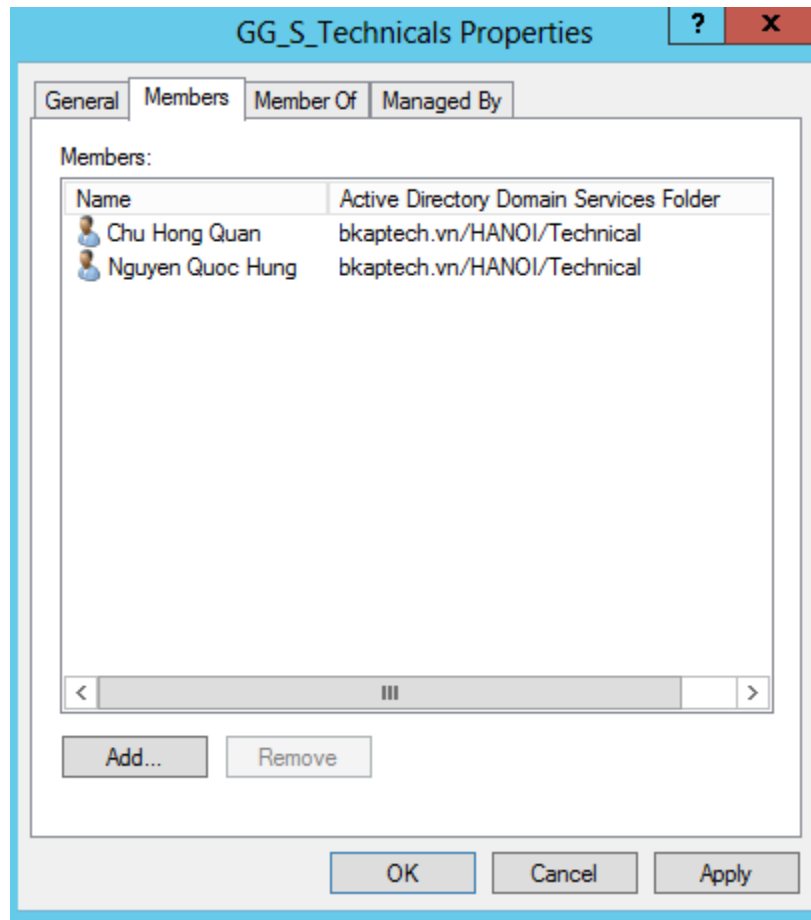 GG_S_Technicals Properties ? x
General Members Member Of Managed By
Members:
Name Active Directory Domain Services Folder
Chu Hong Quan bkaptech.vn/HANOI/Technical
Nguyen Quoc Hung bkaptech.vn/HANOI/Technical
Add... Remove
OK Cancel Apply